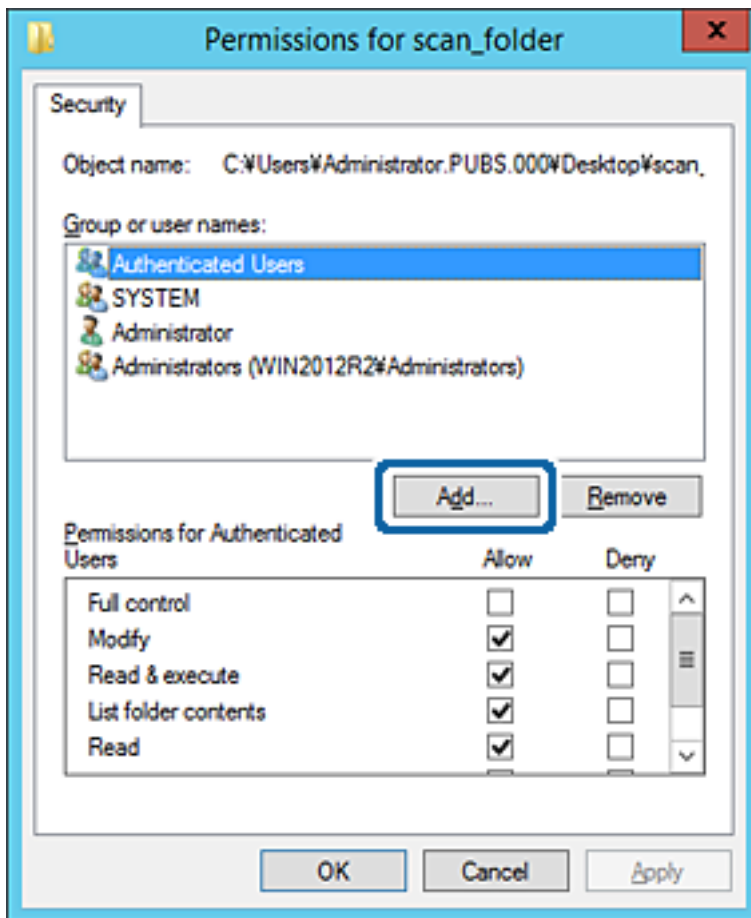 Permissions for scan_folder
Security
Object name: C:¥Users¥Administrator.PUBS.000¥Desktop¥scan_
Group or user names:
Authenticated Users
SYSTEM
Administrator
Administrators (WIN2012R2¥Administrators)
Add... Remove
Permissions for Authenticated
Users Allow Deny
Full control
Modify
Read & execute
List folder contents
Read
OK Cancel Apply